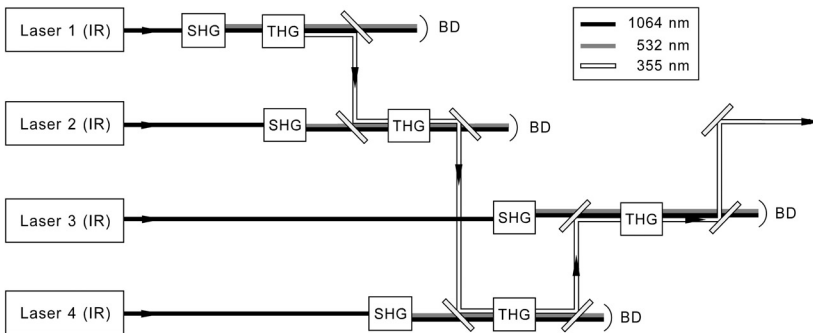 Laser 1 (IR)
SHG
THG
BD
1064 nm
532 nm
355 nm
Laser 2 (IR)
SHG
THG
BD
Laser 3 (IR)
SHG
THG
BD
Laser 4 (IR)
SHG
THG
BD